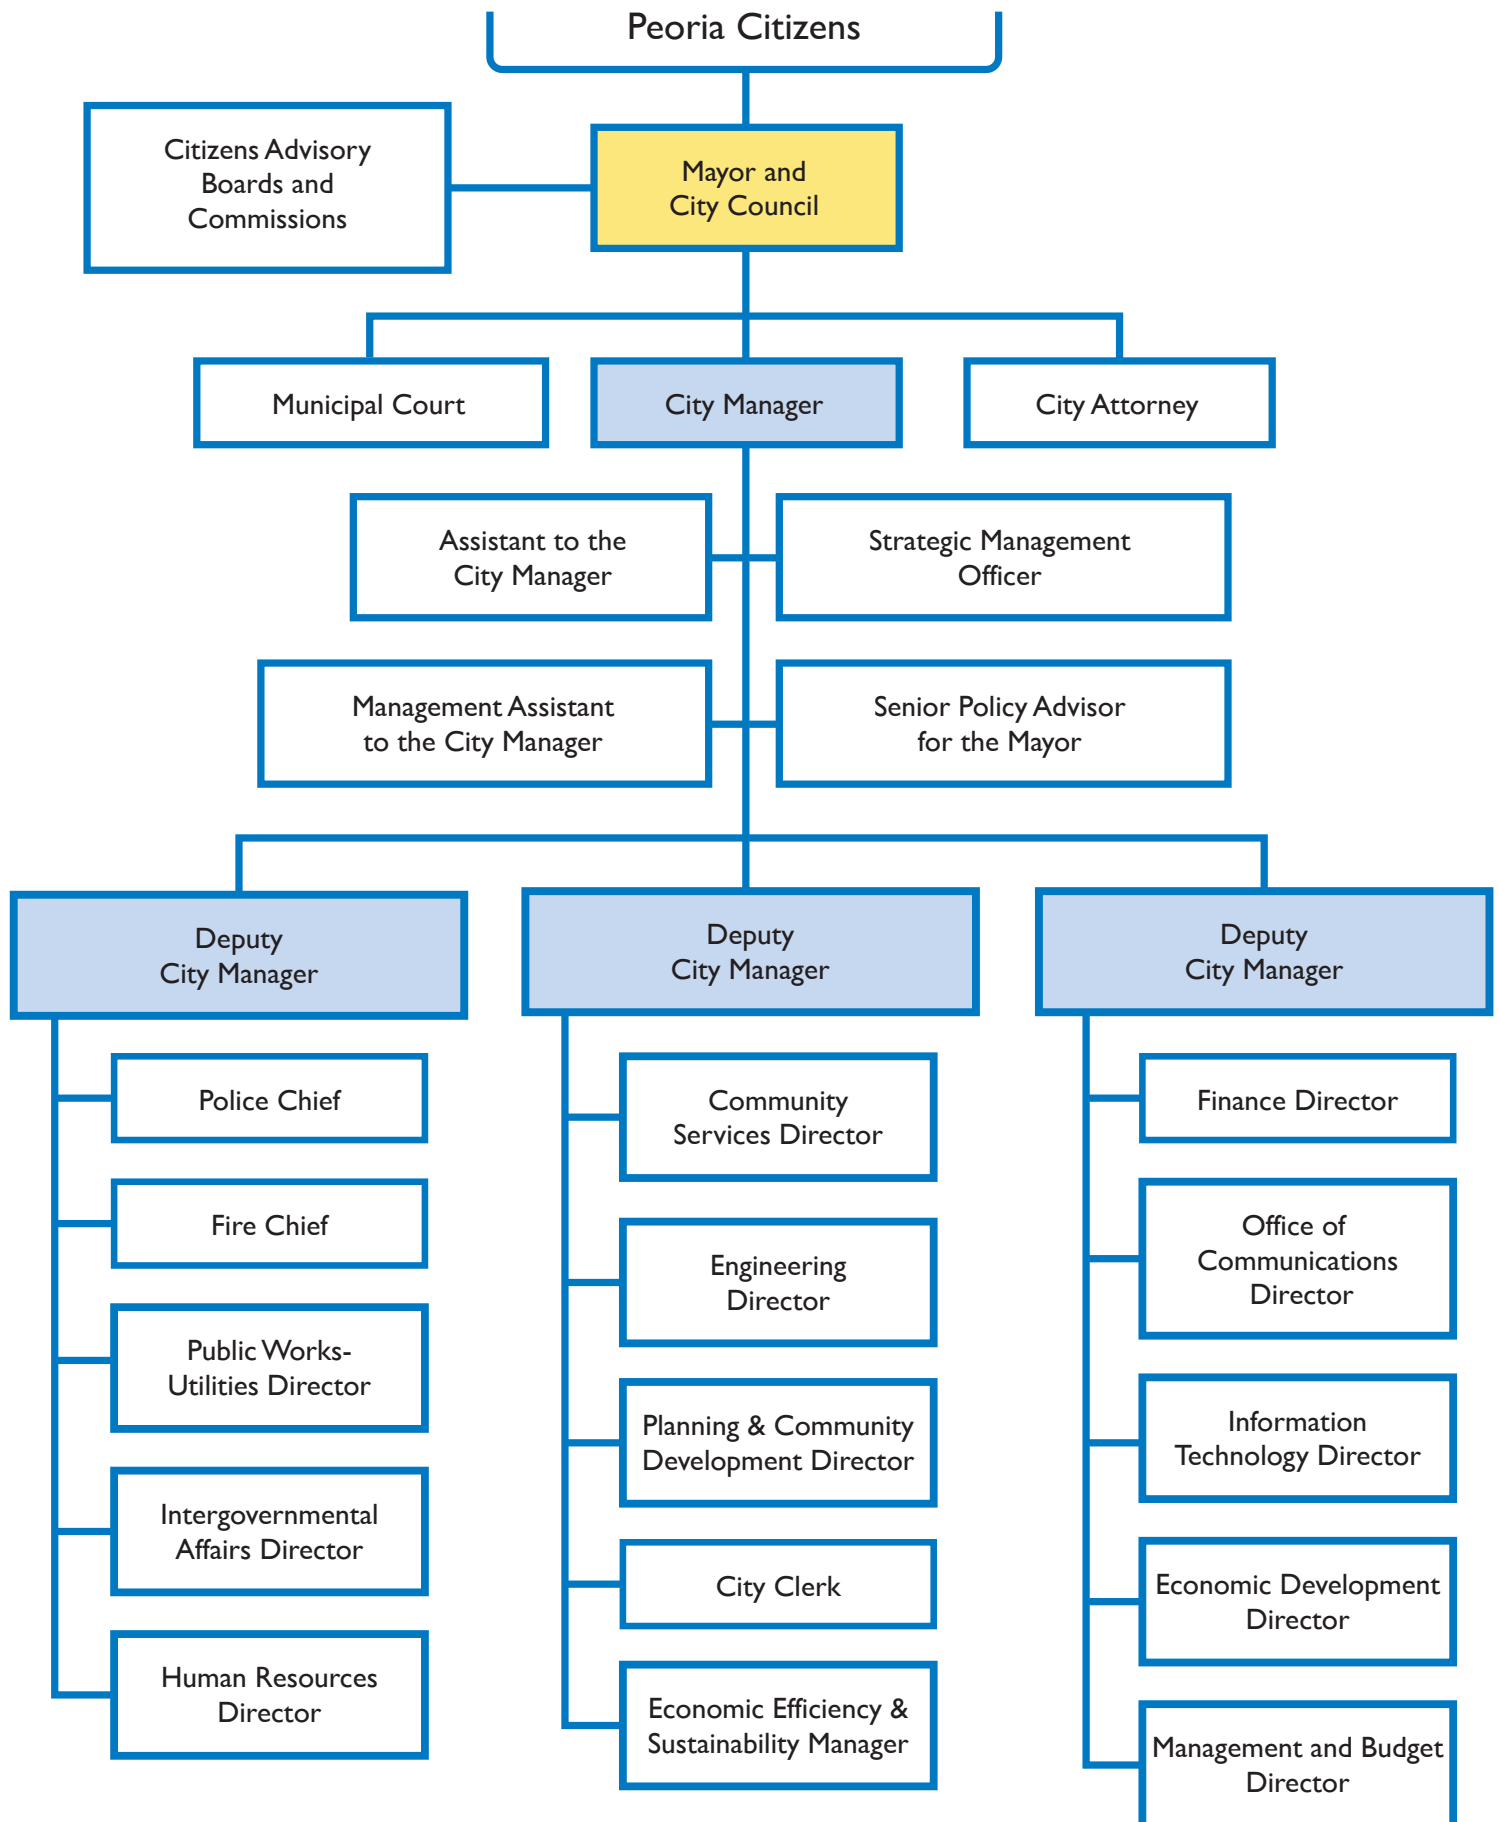 Peoria Citizens
Citizens Advisory
Boards and
Commissions
Mayor and
City Council
Municipal Court
City Manager
City Attorney
Assistant to the
City Manager
Strategic Management
Officer
Management Assistant
to the City Manager
Senior Policy Advisor
for the Mayor
Deputy
City Manager
Police Chief
Fire Chief
Public Works-
Utilities Director
Intergovernmental
Affairs Director
Human Resources
Director
Deputy
City Manager
Community
Services Director
Engineering
Director
Planning & Community
Development Director
City Clerk
Economic Efficiency &
Sustainability Manager
Deputy
City Manager
Finance Director
Office of
Communications
Director
Information
Technology Director
Economic Development
Director
Management and Budget
Director